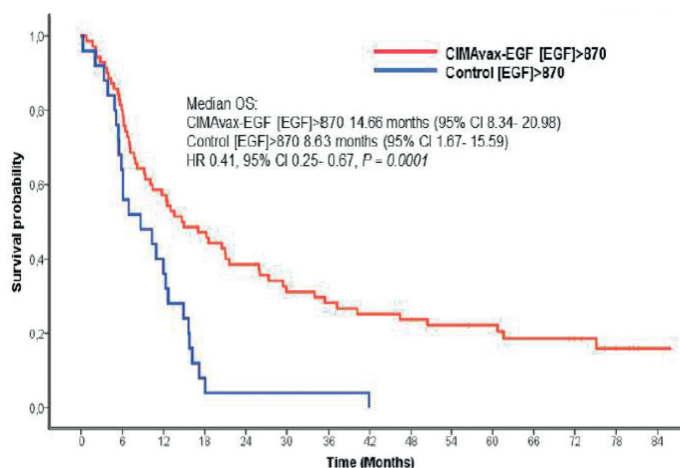 CIMAvax-EGF [EGF]>870
Control [EGF]>870
Median OS:
CIMAvax-EGF [EGF]>870 14.66 months (95% CI 8.34- 20.98)
Control [EGF]>870 8.63 months (95% CI 1.67- 15.59)
HR 0.41, 95% CI 0.25- 0.67, P = 0.0001
Survival probability
1,0
0,8
0,6
0,4
0,2
0,0
0 6 12 18 24 30 36 42 48 54 60 66 72 78 84
Time (Months)